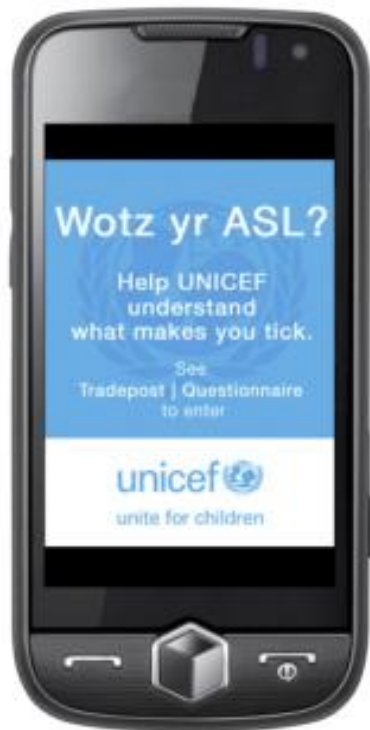 Wotz yr ASL?
Help UNICEF
understand
what makes you tick.
See
Tradepost | Questionnaire
to enter
unicef
unite for children